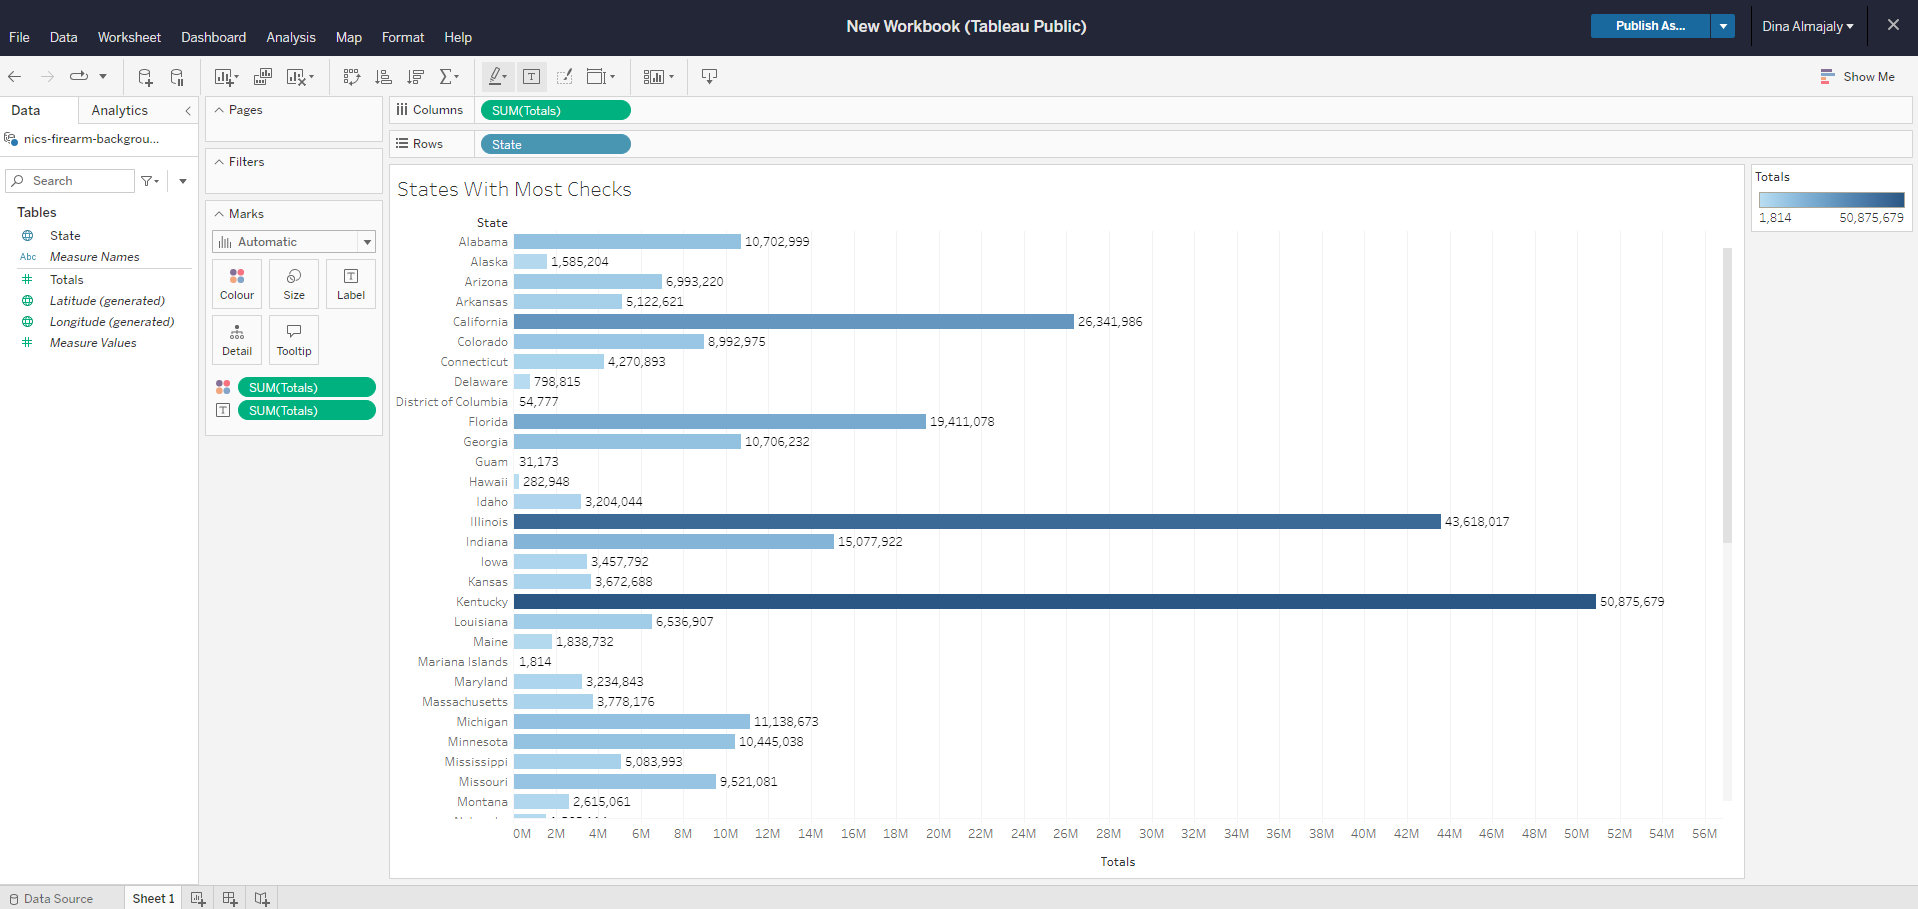 New Workbook (Tableau Public)
Publish As...
Dina Almajaly
File Data Worksheet Dashboard Analysis Map Format Help
Show Me
Data Analytics
nics-firearm-backgrou...
Search
Tables
State
Abc Measure Names
Totals
Latitude (generated)
Longitude (generated)
Measure Values
Pages
Filters
Marks
Automatic
Colour Size Label
Detail Tooltip
SUM(Totals)
SUM(Totals)
Columns SUM(Totals)
Rows State
States With Most Checks
State
Alabama 10,702,999
Alaska 1,585,204
Arizona 6,993,220
Arkansas 5,122,621
California 26,341,986
Colorado 8,992,975
Connecticut 4,270,893
Delaware 798,815
District of Columbia 54,777
Florida 19,411,078
Georgia 10,706,232
Guam 31,173
Hawaii 282,948
Idaho 3,204,044
Illinois 43,618,017
Indiana 15,077,922
Iowa 3,457,792
Kansas 3,672,688
Kentucky 50,875,679
Louisiana 6,536,907
Maine 1,838,732
Mariana Islands 1,814
Maryland 3,234,843
Massachusetts 3,778,176
Michigan 11,138,673
Minnesota 10,445,038
Mississippi 5,083,993
Missouri 9,521,081
Montana 2,615,061
0M 2M 4M 6M 8M 10M 12M 14M 16M 18M 20M 22M 24M 26M 28M 30M 32M 34M 36M 38M 40M 42M 44M 46M 48M 50M 52M 54M 56M
Totals
Totals
1,814 50,875,679
Data Source Sheet 1